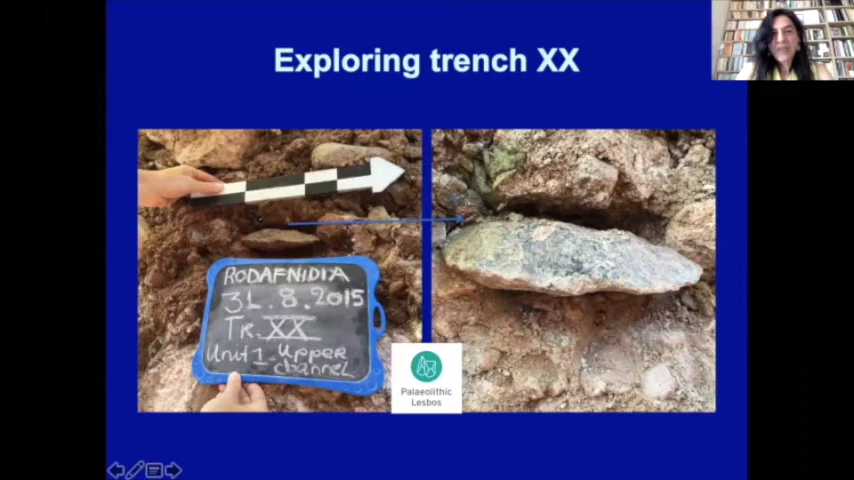 Exploring trench XX
RODAFNIDIA
31.8.2015
TR. XX
Unit 1 Upper
channel
Palaeolithic
Lesbos